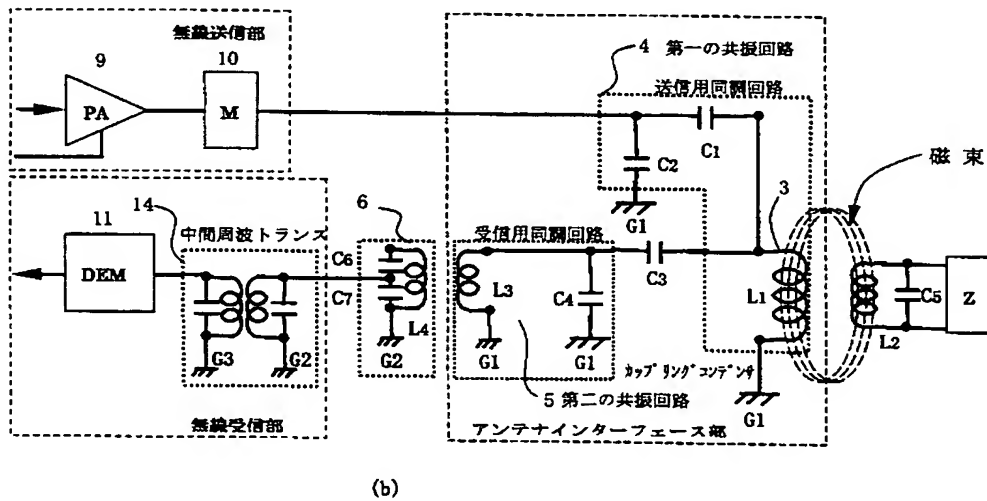 無線送信部
9
10
PA
M
4 第一の共振回路
送信用同調回路
C1
C2
G1
磁束
3
14
11
中間周波トランス
DEM
6
C6
C7
L4
G3
G2
G2
無線受信部
受信用同調回路
L3
C4
C3
G1
G1
5 第二の共振回路
カップリングコンデンサ
L1
G1
アンテナインターフェース部
L2
C5
Z
(b)